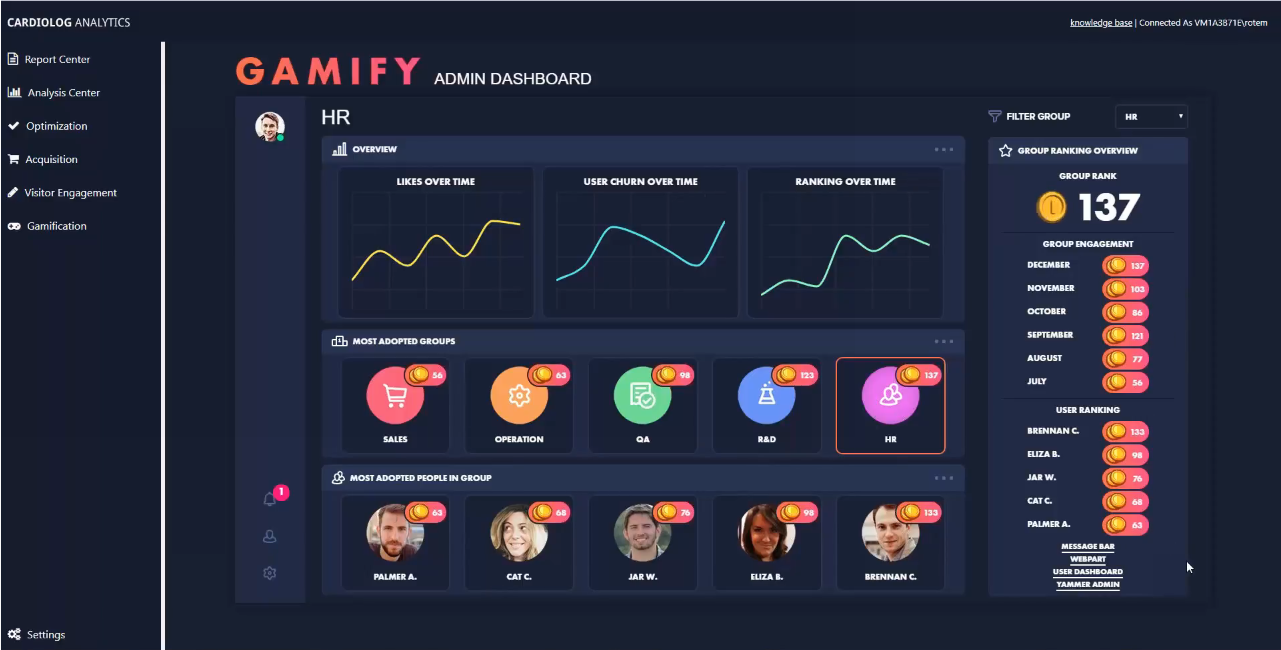 CARDIOLOG ANALYTICS
knowledge base | Connected As VM1A3871E\rotem
Report Center
Analysis Center
Optimization
Acquisition
Visitor Engagement
Gamification
Settings
GAMIFY ADMIN DASHBOARD
HR
FILTER GROUP
HR
OVERVIEW
LIKES OVER TIME
USER CHURN OVER TIME
RANKING OVER TIME
MOST ADOPTED GROUPS
56
63
98
123
137
SALES
OPERATION
QA
R&D
HR
MOST ADOPTED PEOPLE IN GROUP
63
68
76
98
133
PALMER A.
CAT C.
JAR W.
ELIZA B.
BRENNAN C.
1
GROUP RANKING OVERVIEW
GROUP RANK
137
GROUP ENGAGEMENT
DECEMBER 137
NOVEMBER 103
OCTOBER 86
SEPTEMBER 121
AUGUST 77
JULY 56
USER RANKING
BRENNAN C. 133
ELIZA B. 98
JAR W. 76
CAT C. 68
PALMER A. 63
MESSAGE BAR
WEBPART
USER DASHBOARD
YAMMER ADMIN